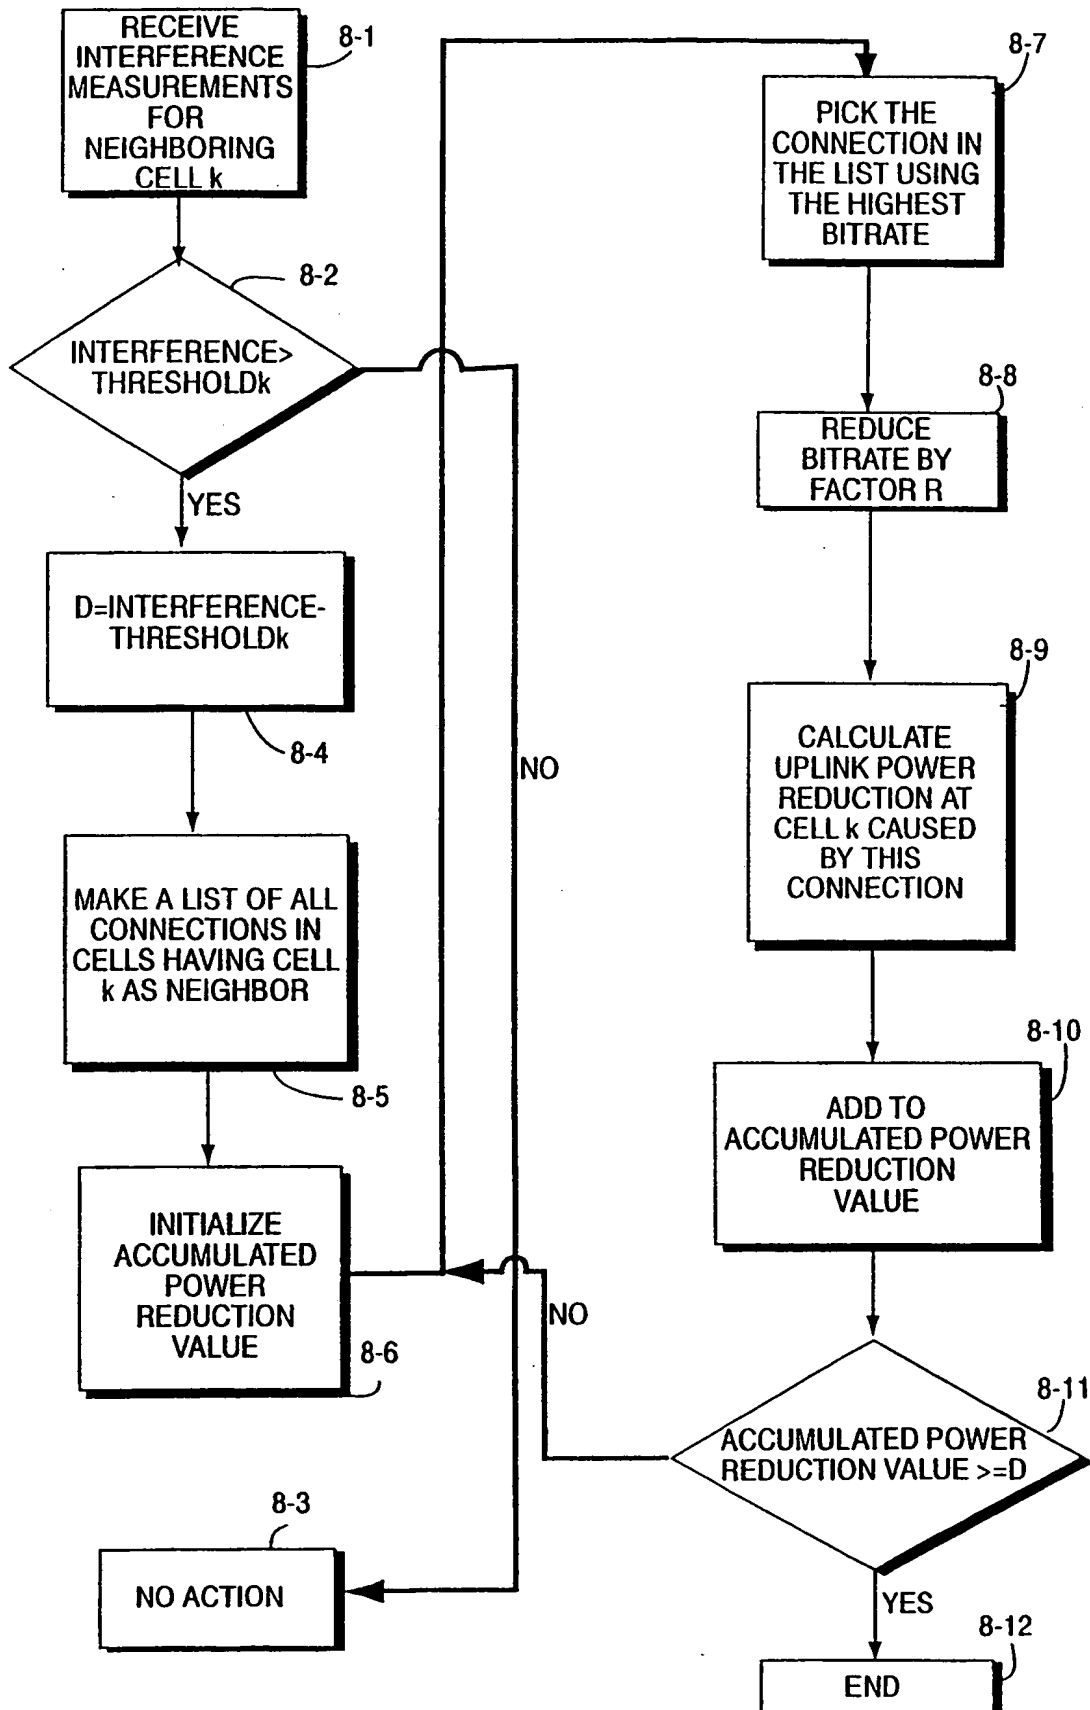 RECEIVE
INTERFERENCE
MEASUREMENTS
FOR
NEIGHBORING
CELL k
8-1
8-2
INTERFERENCE>
THRESHOLDk
YES
D=INTERFERENCE-
THRESHOLDk
8-4
NO
MAKE A LIST OF ALL
CONNECTIONS IN
CELLS HAVING CELL
k AS NEIGHBOR
8-5
INITIALIZE
ACCUMULATED
POWER
REDUCTION
VALUE
8-6
NO
8-3
NO ACTION
8-7
PICK THE
CONNECTION IN
THE LIST USING
THE HIGHEST
BITRATE
8-8
REDUCE
BITRATE BY
FACTOR R
8-9
CALCULATE
UPLINK POWER
REDUCTION AT
CELL k CAUSED
BY THIS
CONNECTION
8-10
ADD TO
ACCUMULATED POWER
REDUCTION
VALUE
8-11
ACCUMULATED POWER
REDUCTION VALUE >=D
YES
8-12
END